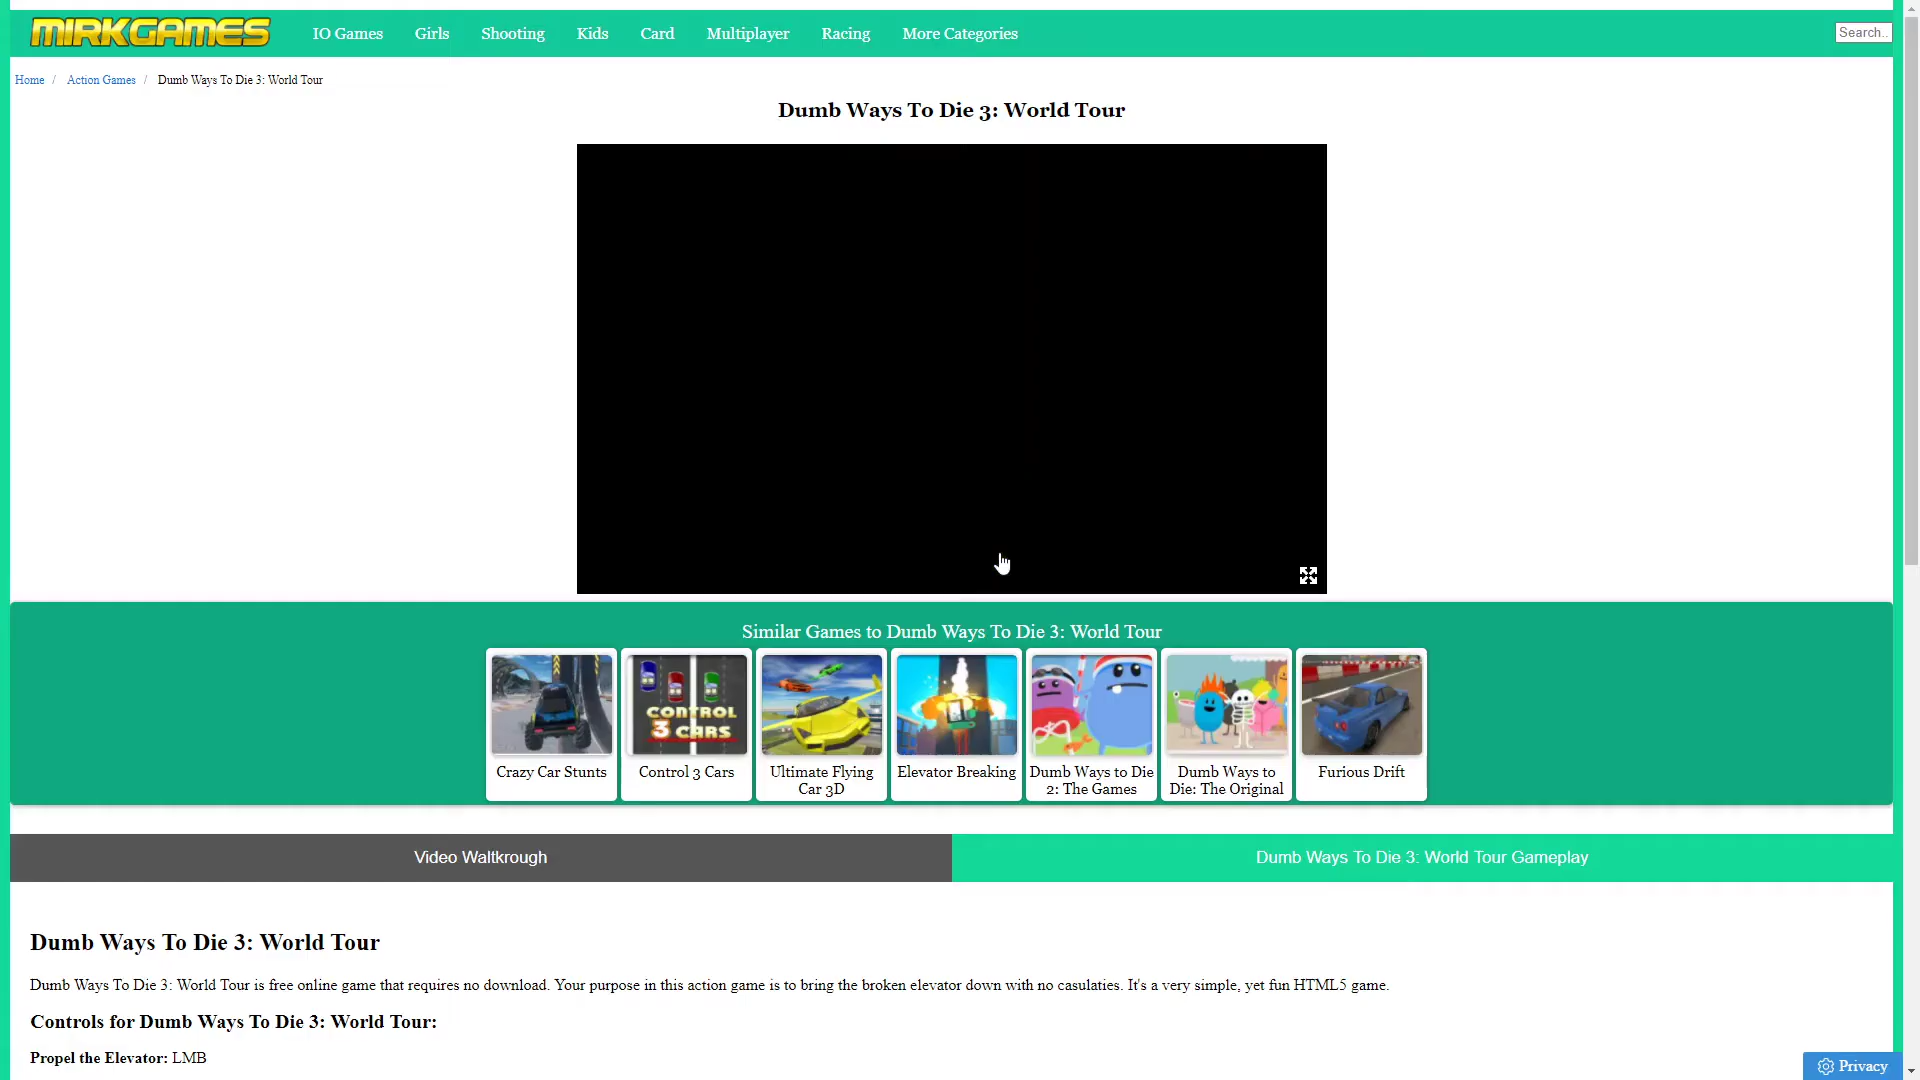 MIRKGAMES IO Games Girls Shooting Kids Card Multiplayer Racing More Categories Search..
Home / Action Games / Dumb Ways To Die 3: World Tour
Dumb Ways To Die 3: World Tour
Similar Games to Dumb Ways To Die 3: World Tour
CONTROL
3 CARS
Crazy Car Stunts
Control 3 Cars
Ultimate Flying
Car 3D
Elevator Breaking
Dumb Ways to Die
2: The Games
Dumb Ways to
Die: The Original
Furious Drift
Video Waltkrough
Dumb Ways To Die 3: World Tour Gameplay
Dumb Ways To Die 3: World Tour
Dumb Ways To Die 3: World Tour is free online game that requires no download. Your purpose in this action game is to bring the broken elevator down with no casulaties. It's a very simple, yet fun HTML5 game.
Controls for Dumb Ways To Die 3: World Tour:
Propel the Elevator: LMB
Privacy